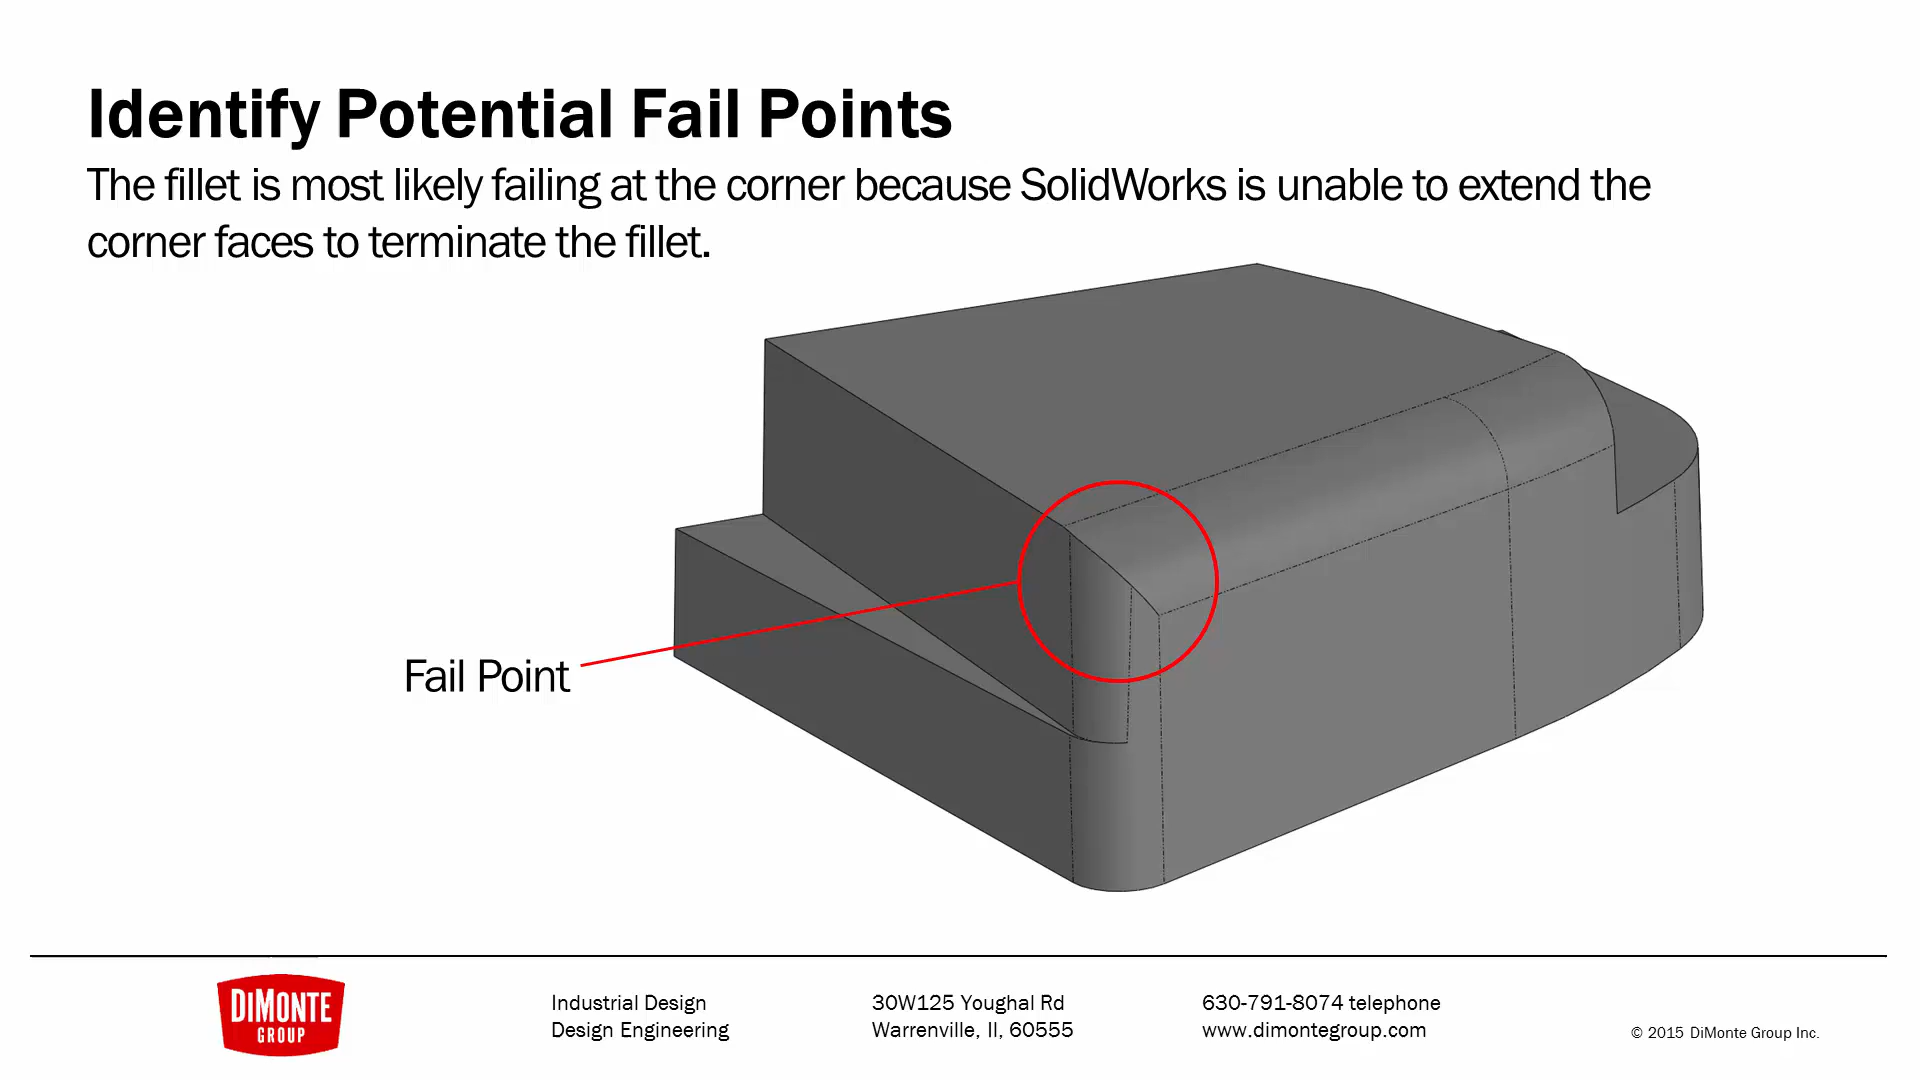 Identify Potential Fail Points
The fillet is most likely failing at the corner because SolidWorks is unable to extend the
corner faces to terminate the fillet.
Fail Point
DIMONTE
GROUP
Industrial Design
Design Engineering
30W125 Youghal Rd
Warrenville, Il, 60555
630-791-8074 telephone
www.dimontegroup.com
© 2015 DiMonte Group Inc.